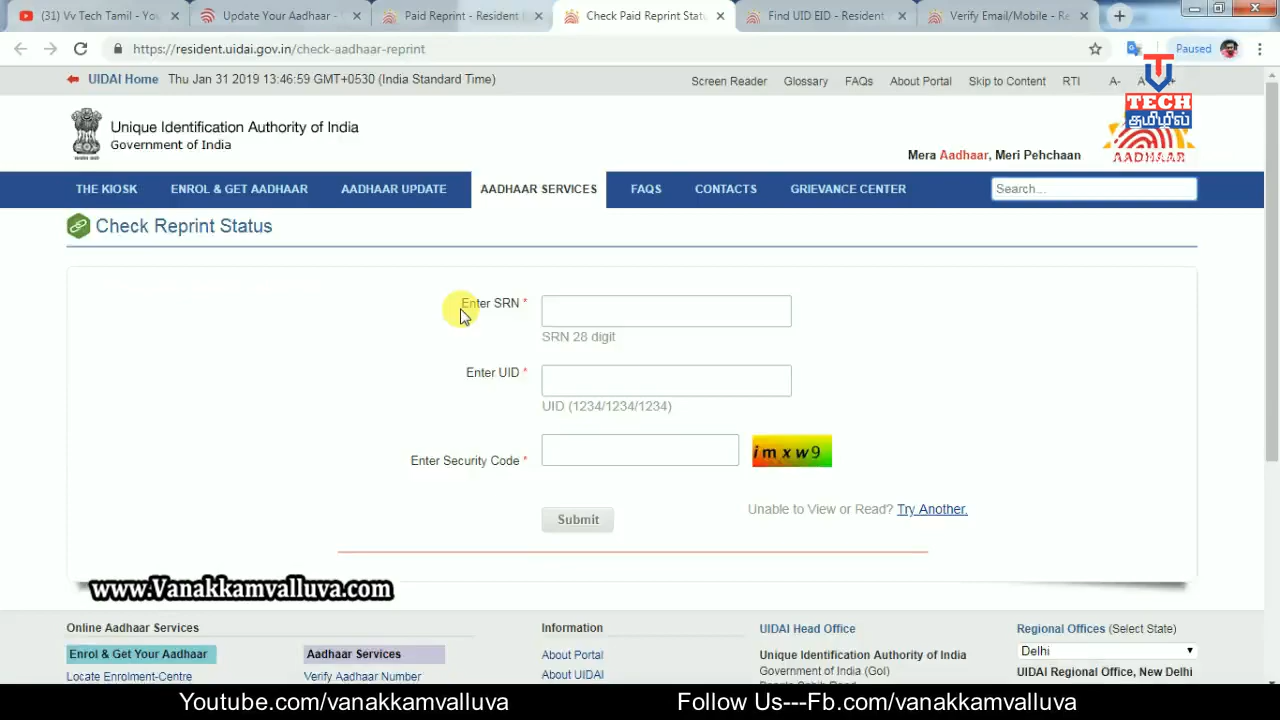 (31) Vv Tech Tamil - You
Update Your Aadhaar -
Paid Reprint - Resident
Check Paid Reprint Statu
Find UID EID - Resident
Verify Email/Mobile - Re
https://resident.uidai.gov.in/check-aadhaar-reprint
Paused
UIDAI Home Thu Jan 31 2019 13:46:59 GMT+0530 (India Standard Time)
Screen Reader Glossary FAQs About Portal Skip to Content RTI A- A
TECH
தமிழில்
Unique Identification Authority of India
Government of India
Mera Aadhaar, Meri Pehchaan
AADHAAR
THE KIOSK ENROL & GET AADHAAR AADHAAR UPDATE AADHAAR SERVICES FAQS CONTACTS GRIEVANCE CENTER Search...
Check Reprint Status
Enter SRN *
SRN 28 digit
Enter UID *
UID (1234/1234/1234)
Enter Security Code *
imxw9
Submit
Unable to View or Read? Try Another.
www.Vanakkamvalluva.com
Online Aadhaar Services
Enrol & Get Your Aadhaar
Locate Enrolment-Centre
Aadhaar Services
Verify Aadhaar Number
Information
About Portal
About UIDAI
UIDAI Head Office
Unique Identification Authority of India
Government of India (GoI)
Regional Offices (Select State)
Delhi
UIDAI Regional Office, New Delhi
Youtube.com/vanakkamvalluva
Follow Us---Fb.com/vanakkamvalluva